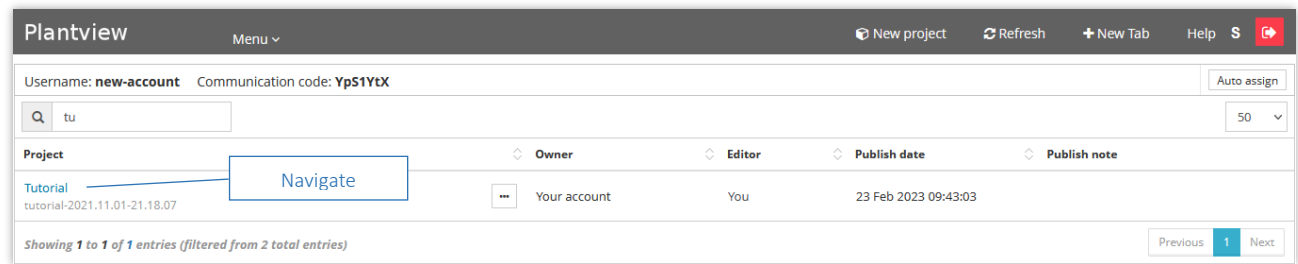 Plantview Menu New project Refresh New Tab Help S
Username: new-account Communication code: YpS1YtX Auto assign
tu 50
Project Owner Editor Publish date Publish note
Navigate
Tutorial
tutorial-2021.11.01-21.18.07 Your account You 23 Feb 2023 09:43:03
Showing 1 to 1 of 1 entries (filtered from 2 total entries) Previous 1 Next